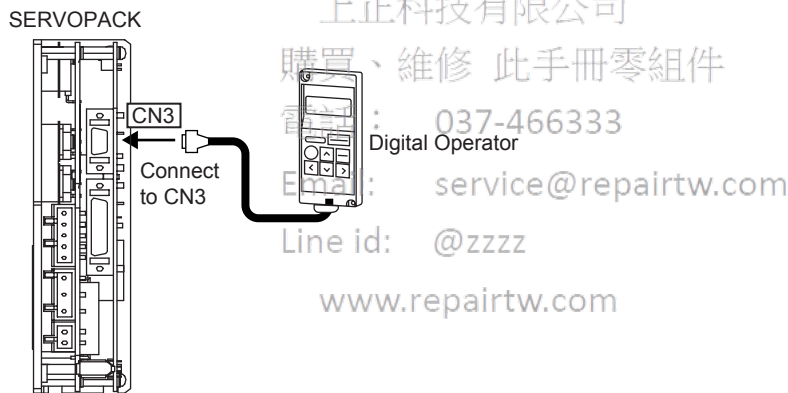 上正科技有限公司
SERVOPACK
購買、維修 此手冊零組件
CN3
電話： 037-466333
Digital Operator
Connect
to CN3
Email: service@repairtw.com
Line id: @zzzz
www.repairtw.com